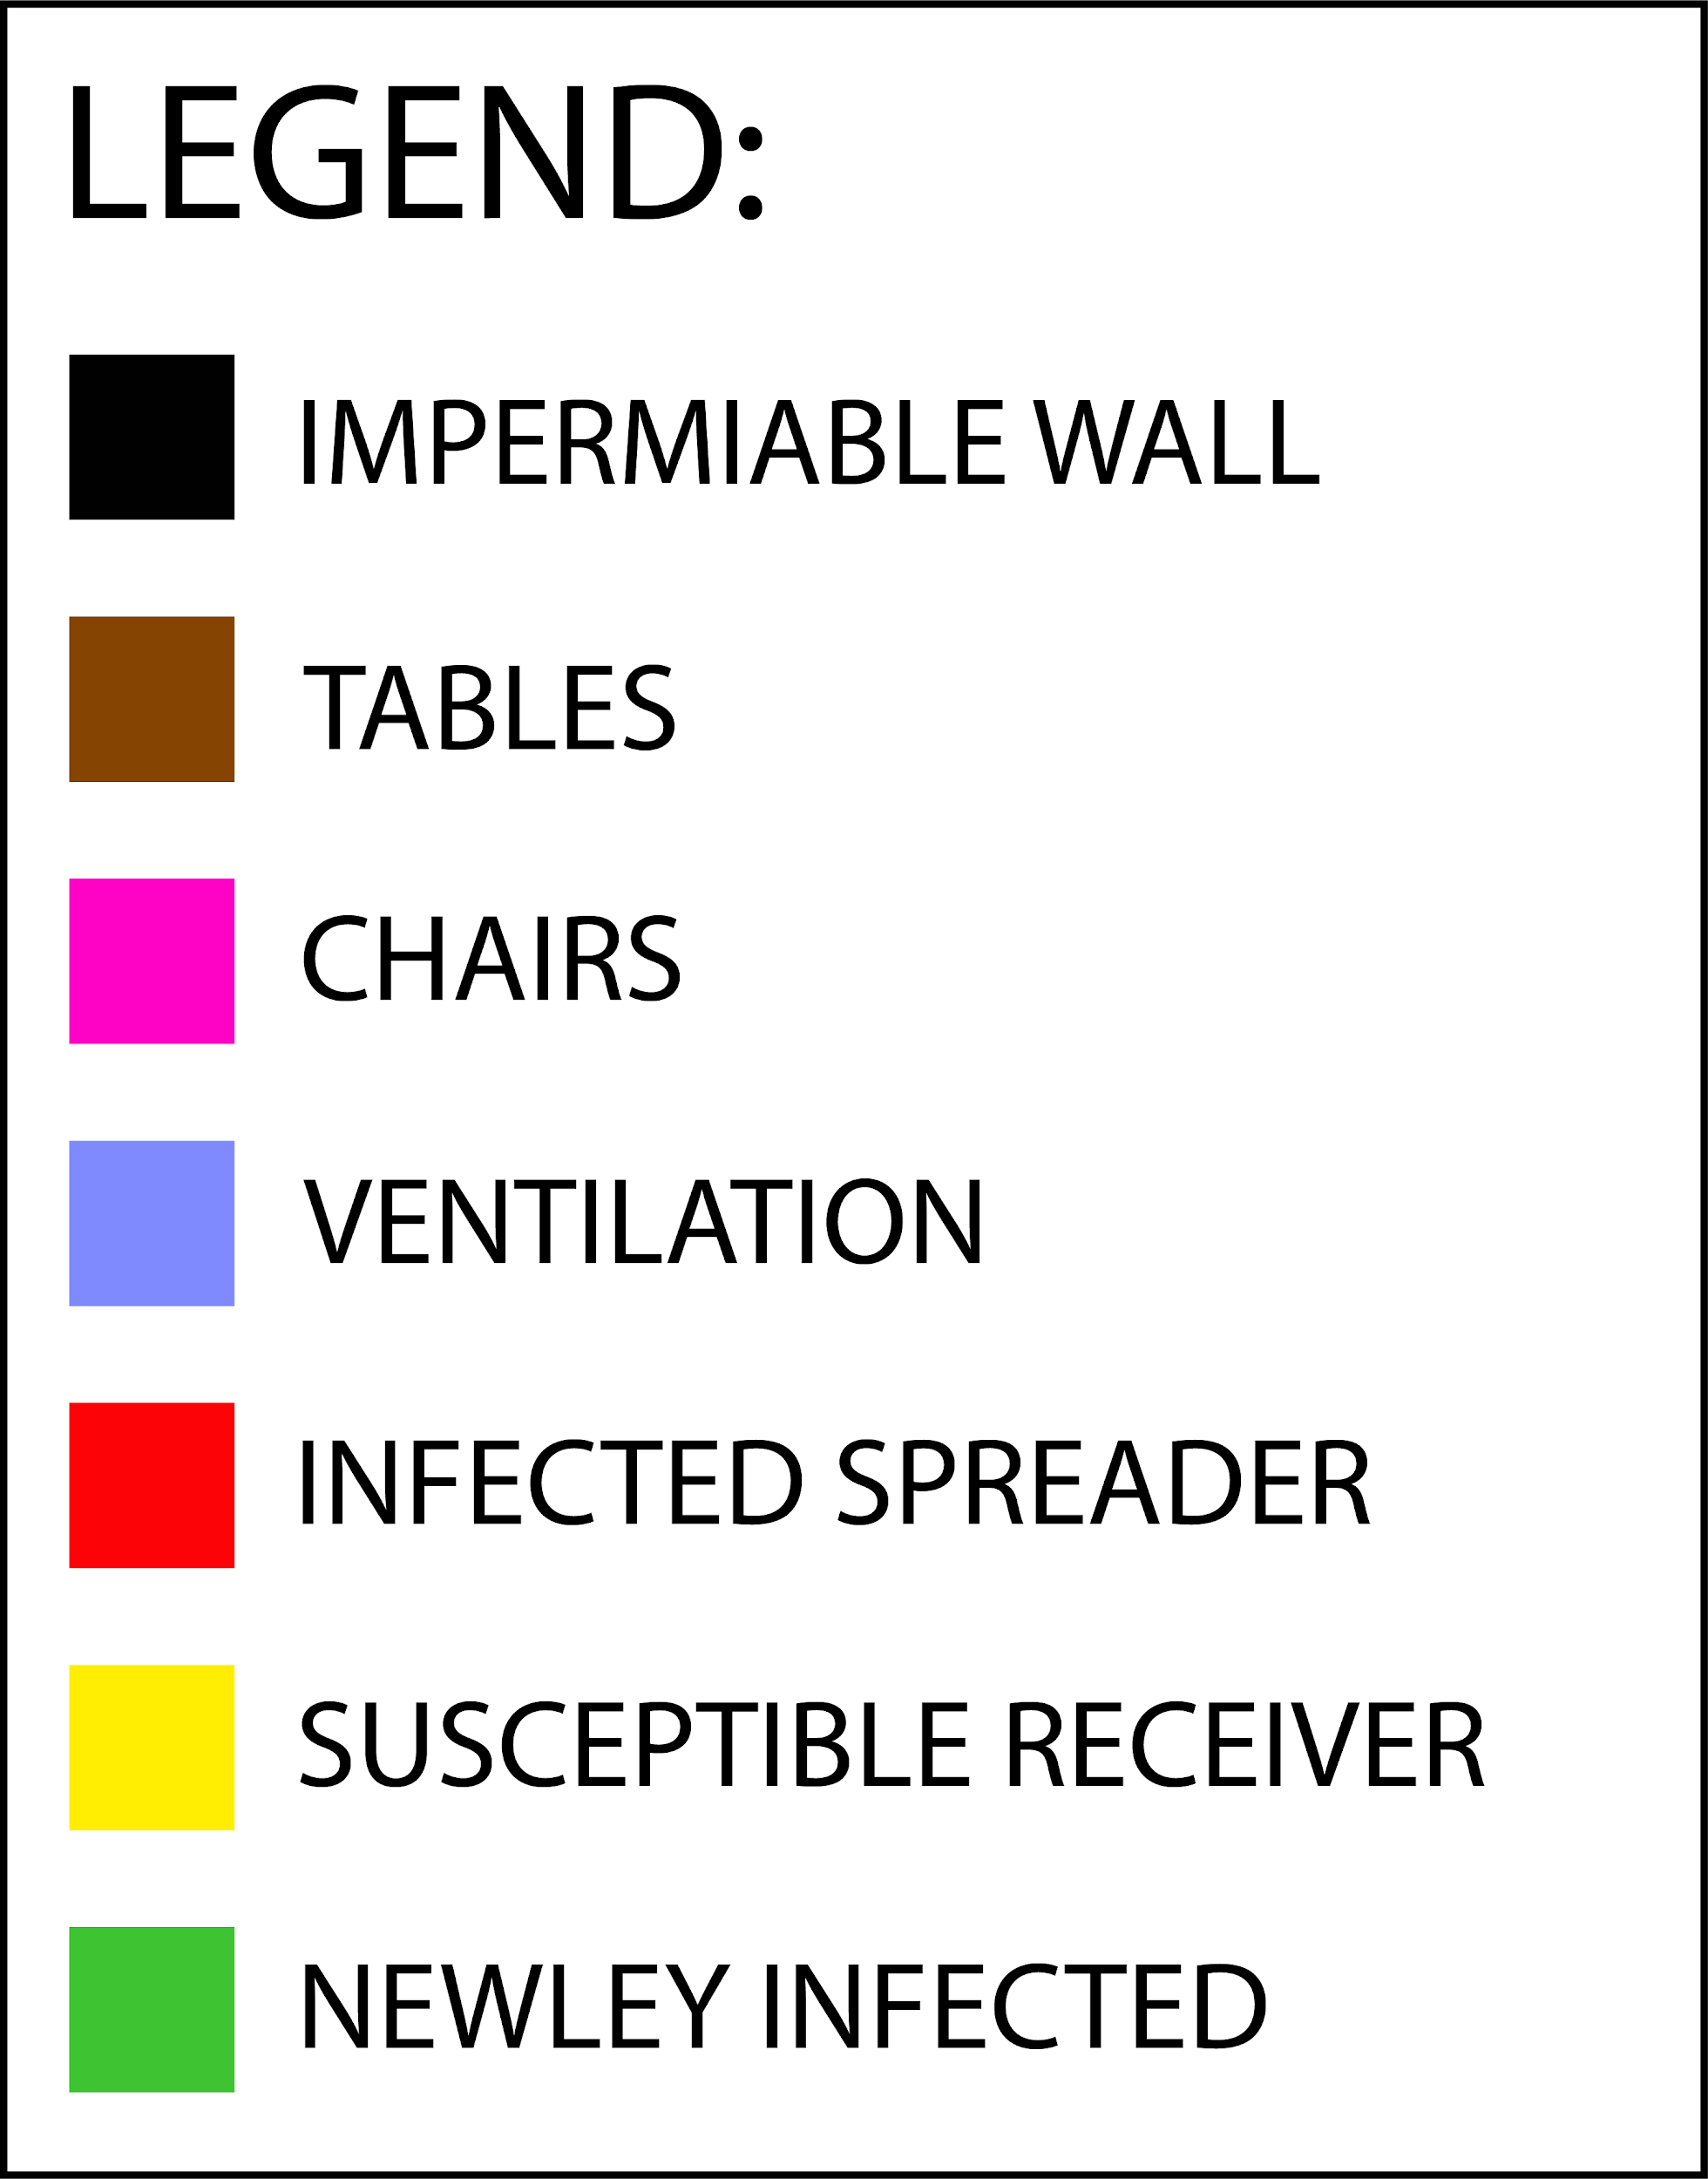 LEGEND:
IMPERMIABLE WALL
TABLES
CHAIRS
VENTILATION
INFECTED SPREADER
SUSCEPTIBLE RECEIVER
NEWLEY INFECTED